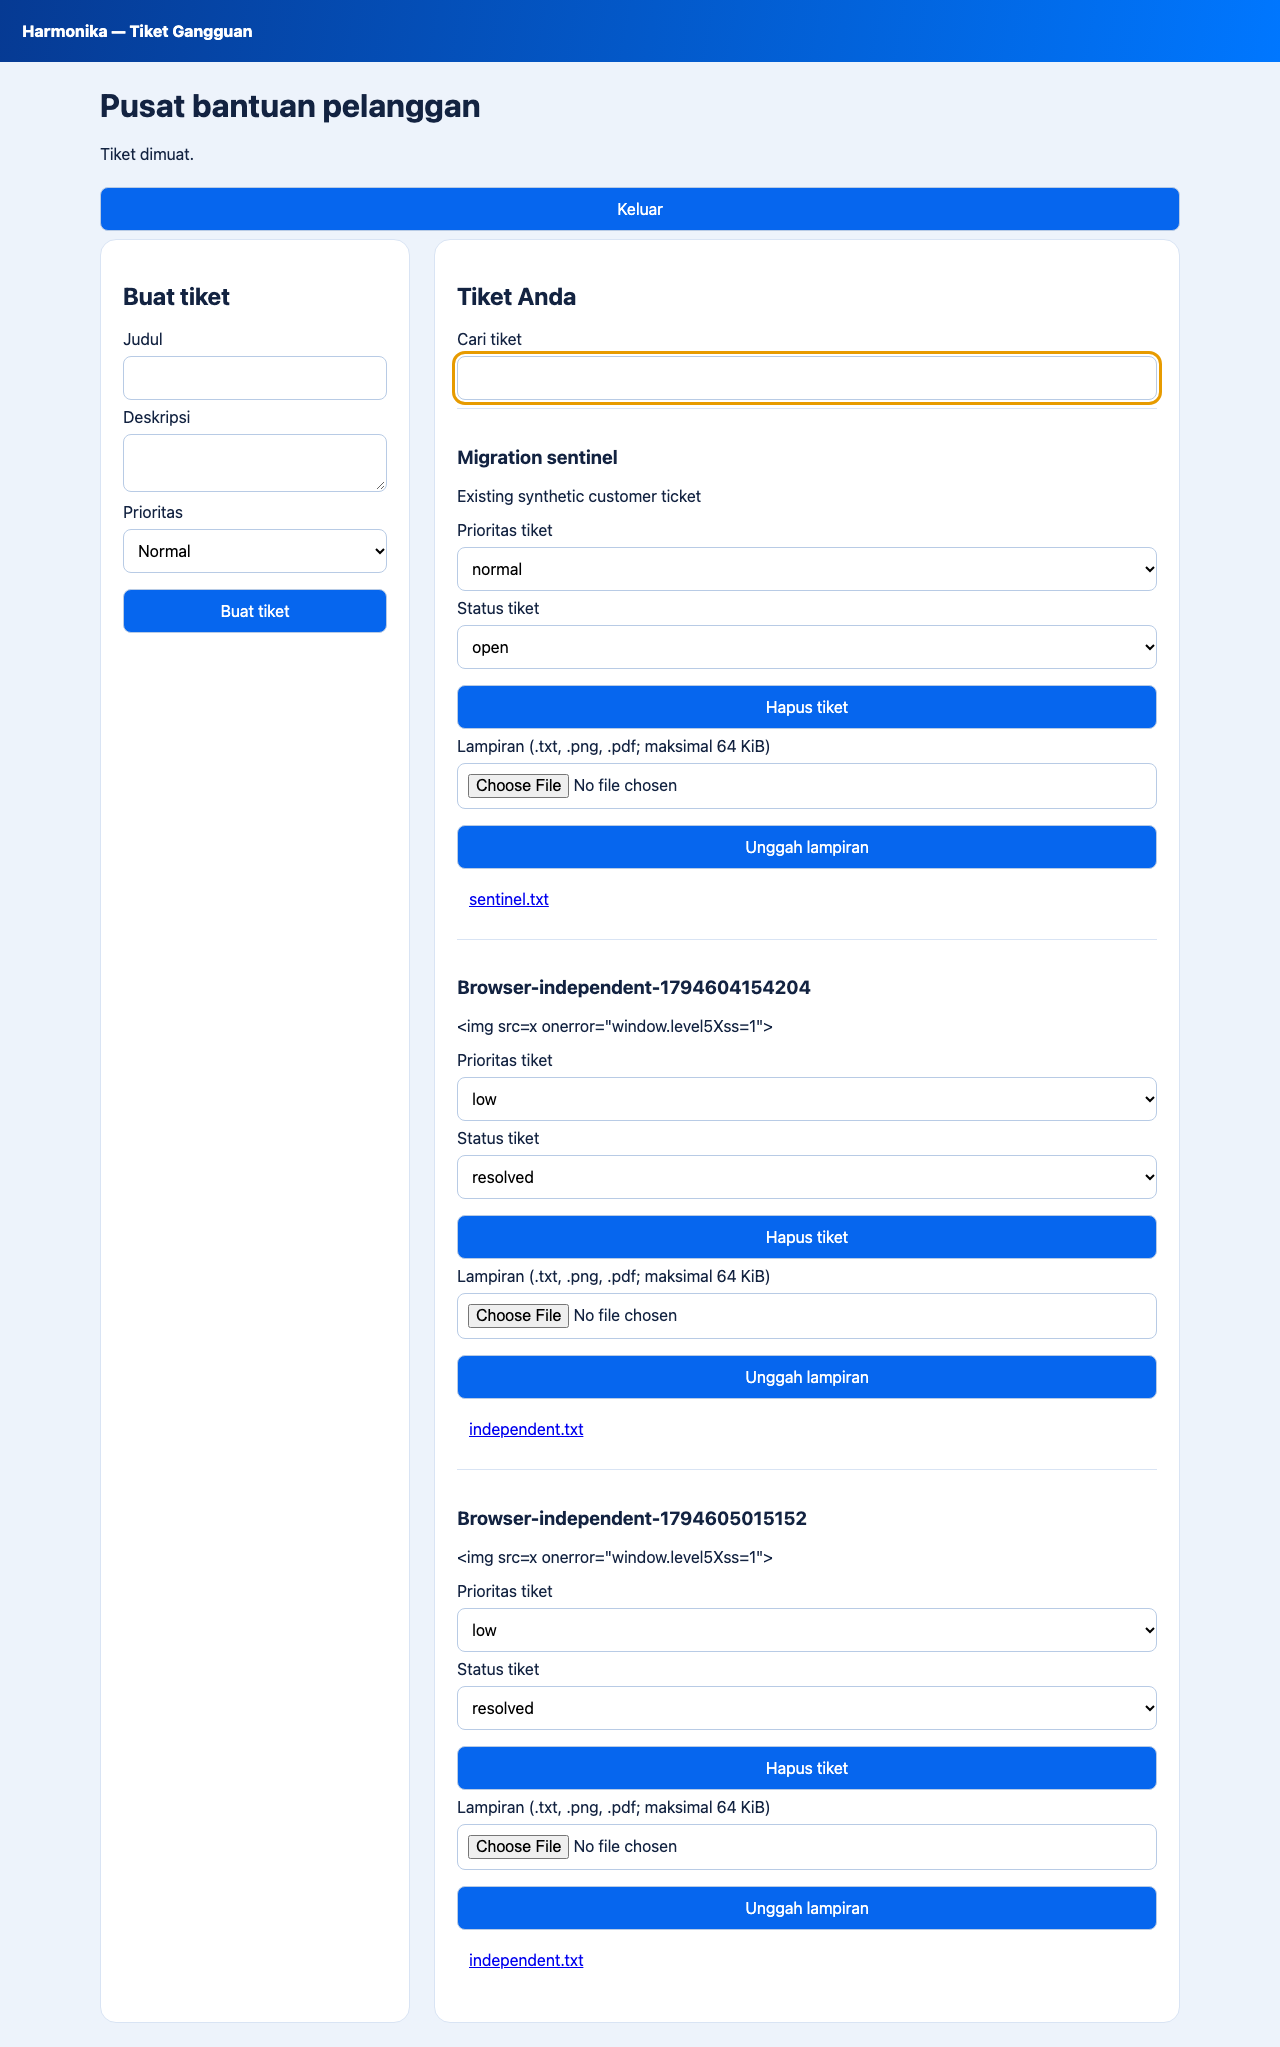 Harmonika — Tiket Gangguan
Pusat bantuan pelanggan
Tiket dimuat.
Keluar
Buat tiket
Judul
Deskripsi
Prioritas
Normal
Buat tiket
Tiket Anda
Cari tiket
Migration sentinel
Existing synthetic customer ticket
Prioritas tiket
normal
Status tiket
open
Hapus tiket
Lampiran (.txt, .png, .pdf; maksimal 64 KiB)
Choose File No file chosen
Unggah lampiran
sentinel.txt
Browser-independent-1794604154204
<img src=x onerror="window.level5Xss=1">
Prioritas tiket
low
Status tiket
resolved
Hapus tiket
Lampiran (.txt, .png, .pdf; maksimal 64 KiB)
Choose File No file chosen
Unggah lampiran
independent.txt
Browser-independent-1794605015152
<img src=x onerror="window.level5Xss=1">
Prioritas tiket
low
Status tiket
resolved
Hapus tiket
Lampiran (.txt, .png, .pdf; maksimal 64 KiB)
Choose File No file chosen
Unggah lampiran
independent.txt